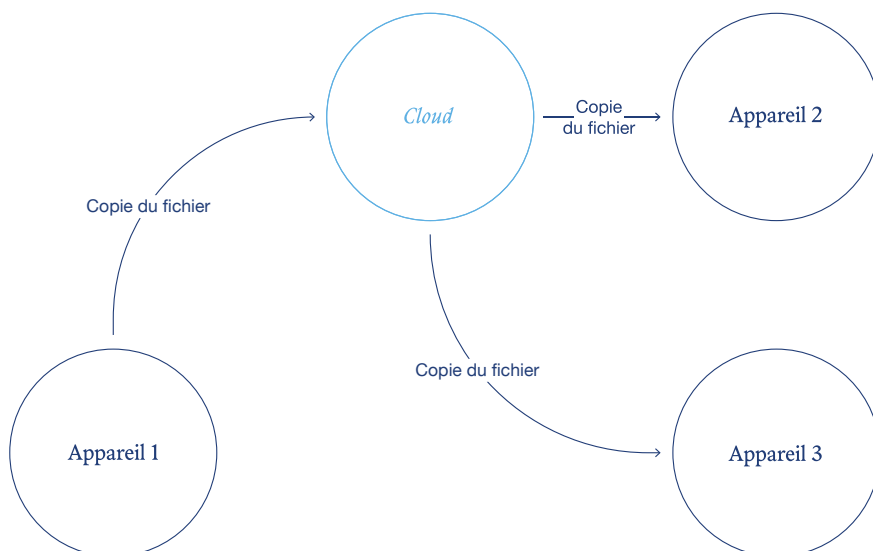 Cloud
Copie
du fichier
Appareil 2
Copie du fichier
Copie du fichier
Appareil 1
Appareil 3